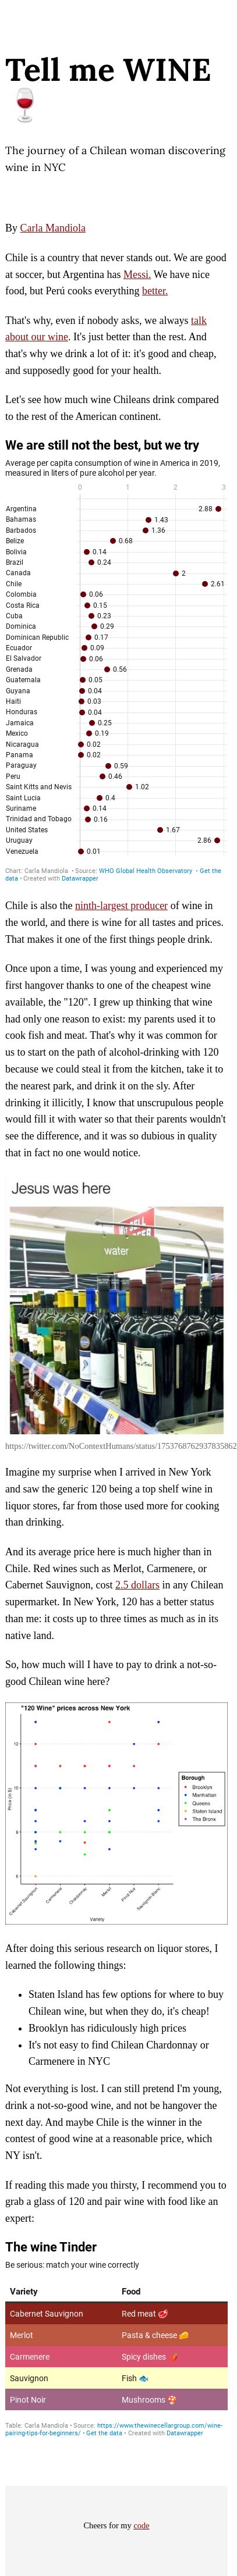 Tell me WINE
🍷
The journey of a Chilean woman discovering
wine in NYC
By Carla Mandiola
Chile is a country that never stands out. We are good
at soccer, but Argentina has Messi. We have nice
food, but Perú cooks everything better.
That's why, even if nobody asks, we always talk
about our wine. It's just better than the rest. And
that's why we drink a lot of it: it's good and cheap,
and supposedly good for your health.
Let's see how much wine Chileans drink compared
to the rest of the American continent.
We are still not the best, but we try
Average per capita consumption of wine in America in 2019,
measured in liters of pure alcohol per year.
0 1 2 3
Argentina 2.88
Bahamas 1.43
Barbados 1.36
Belize 0.68
Bolivia 0.14
Brazil 0.24
Canada 2
Chile 2.61
Colombia 0.06
Costa Rica 0.15
Cuba 0.23
Dominica 0.29
Dominican Republic 0.17
Ecuador 0.09
El Salvador 0.06
Grenada 0.56
Guatemala 0.05
Guyana 0.04
Haiti 0.03
Honduras 0.04
Jamaica 0.25
Mexico 0.19
Nicaragua 0.02
Panama 0.02
Paraguay 0.59
Peru 0.46
Saint Kitts and Nevis 1.02
Saint Lucia 0.4
Suriname 0.14
Trinidad and Tobago 0.16
United States 1.67
Uruguay 2.86
Venezuela 0.01
Chart: Carla Mandiola · Source: WHO Global Health Observatory · Get the
data · Created with Datawrapper
Chile is also the ninth-largest producer of wine in
the world, and there is wine for all tastes and prices.
That makes it one of the first things people drink.
Once upon a time, I was young and experienced my
first hangover thanks to one of the cheapest wine
available, the "120". I grew up thinking that wine
had only one reason to exist: my parents used it to
cook fish and meat. That's why it was common for
us to start on the path of alcohol-drinking with 120
because we could steal it from the kitchen, take it to
the nearest park, and drink it on the sly. After
drinking it illicitly, I know that unscrupulous people
would fill it with water so that their parents wouldn't
see the difference, and it was so dubious in quality
that in fact no one would notice.
Jesus was here
water
https://twitter.com/NoContextHumans/status/1753768762937835862
Imagine my surprise when I arrived in New York
and saw the generic 120 being a top shelf wine in
liquor stores, far from those used more for cooking
than drinking.
And its average price here is much higher than in
Chile. Red wines such as Merlot, Carmenere, or
Cabernet Sauvignon, cost 2.5 dollars in any Chilean
supermarket. In New York, 120 has a better status
than me: it costs up to three times as much as in its
native land.
So, how much will I have to pay to drink a not-so-
good Chilean wine here?
"120 Wine" prices across New York
Price (in $)
12
10
8
6
Cabernet Sauvignon
Carmenere
Chardonnay
Merlot
Pinot Noir
Sauvignon Blanc
Variety
Borough
Brooklyn
Manhattan
Queens
Staten Island
The Bronx
After doing this serious research on liquor stores, I
learned the following things:
• Staten Island has few options for where to buy
Chilean wine, but when they do, it's cheap!
• Brooklyn has ridiculously high prices
• It's not easy to find Chilean Chardonnay or
Carmenere in NYC
Not everything is lost. I can still pretend I'm young,
drink a not-so-good wine, and not be hangover the
next day. And maybe Chile is the winner in the
contest of good wine at a reasonable price, which
NY isn't.
If reading this made you thirsty, I recommend you to
grab a glass of 120 and pair wine with food like an
expert:
The wine Tinder
Be serious: match your wine correctly
Variety Food
Cabernet Sauvignon Red meat 🥩
Merlot Pasta & cheese 🧀
Carmenere Spicy dishes 🌶️
Sauvignon Fish 🐟
Pinot Noir Mushrooms 🍄
Table: Carla Mandiola · Source: https://www.thewinecellargroup.com/wine-
pairing-tips-for-beginners/ · Get the data · Created with Datawrapper
Cheers for my code